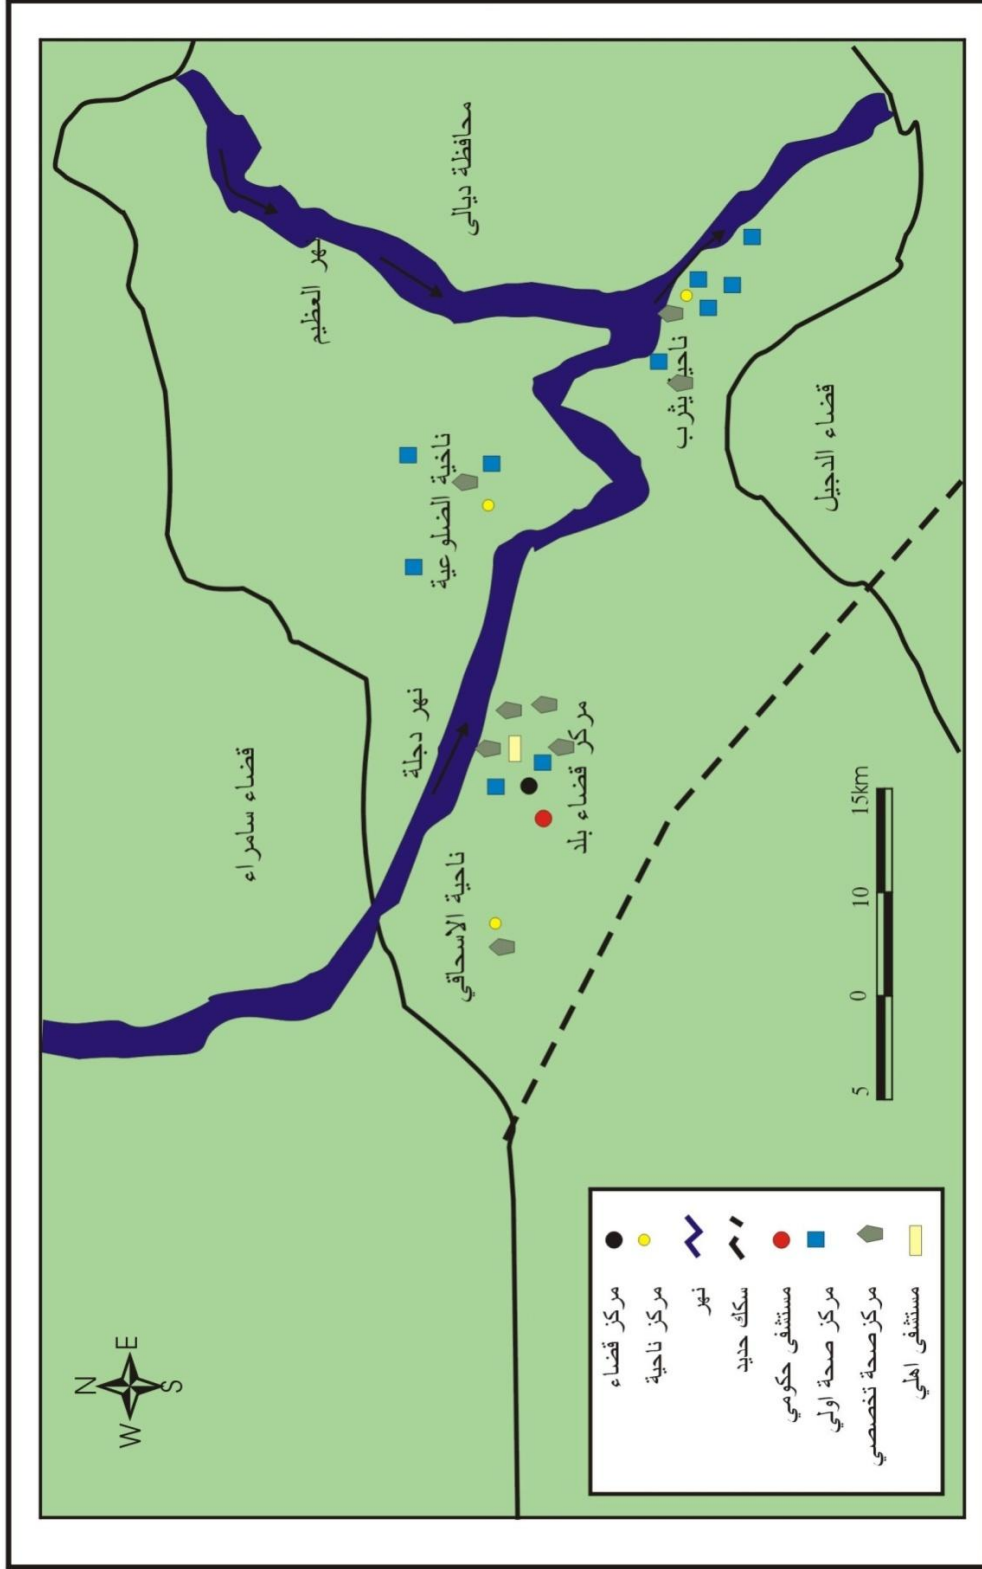 محافظة ديالى
نهر العظيم
ناخية الضلوعية
ناحية يثرب
قضاء الدجيل
قضاء سامراء
نهر دجلة
مركز قضاء بلد
ناحية الاسحاقي
5 0 10 15km
N
W E
S
مركز قضاء
مركز ناحية
نهر
سكك حديد
مستشفى حكومي
مركز صحة اولي
مركز صحة تخصصي
مستشفى اهلي